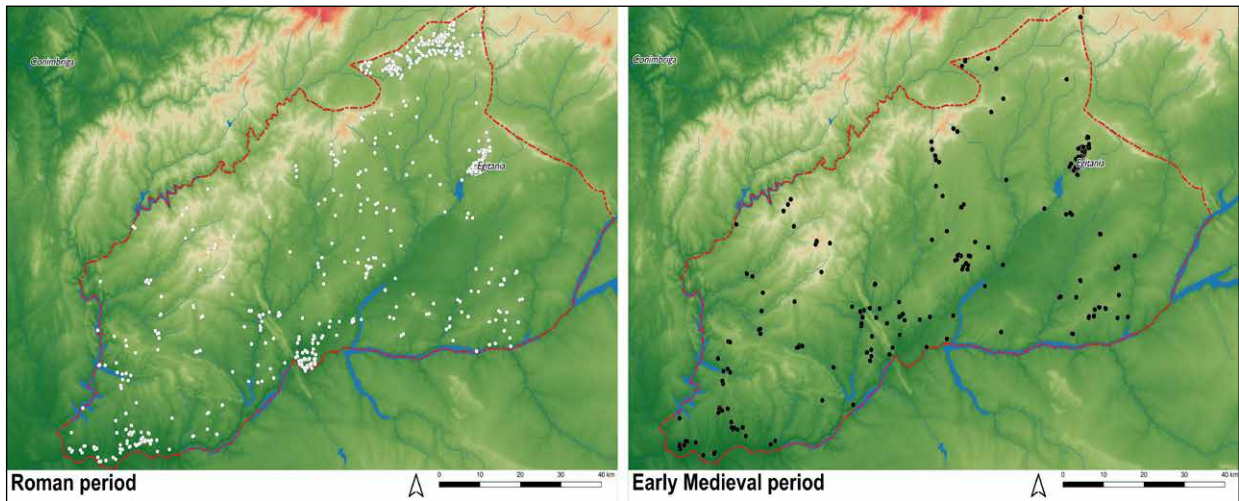 Conimbriga
Egitania
Roman period
0 10 20 30 40 km
Conimbriga
Egitania
Early Medieval period
0 10 20 30 40 km